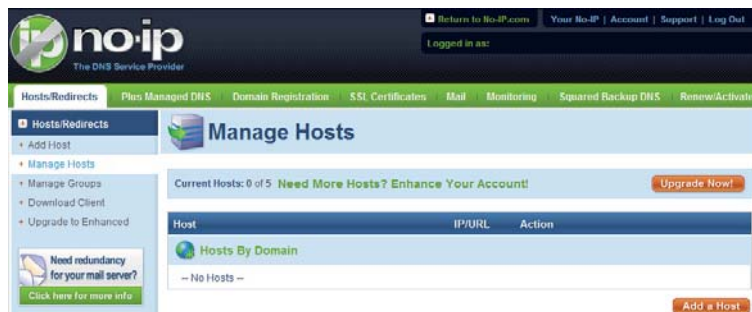 no-ip
The DNS Service Provider
Return to No-IP.com
Your No-IP | Account | Support | Log Out
Logged in as:
Hosts/Redirects Plus Managed DNS Domain Registration SSL Certificates Mail Monitoring Squared Backup DNS Renew/Activate
Hosts/Redirects
Add Host
Manage Hosts
Manage Groups
Download Client
Upgrade to Enhanced
Need redundancy
for your mail server?
Click here for more info
Manage Hosts
Current Hosts: 0 of 5 Need More Hosts? Enhance Your Account!
Upgrade Now!
Host IP/URL Action
Hosts By Domain
-- No Hosts --
Add a Host